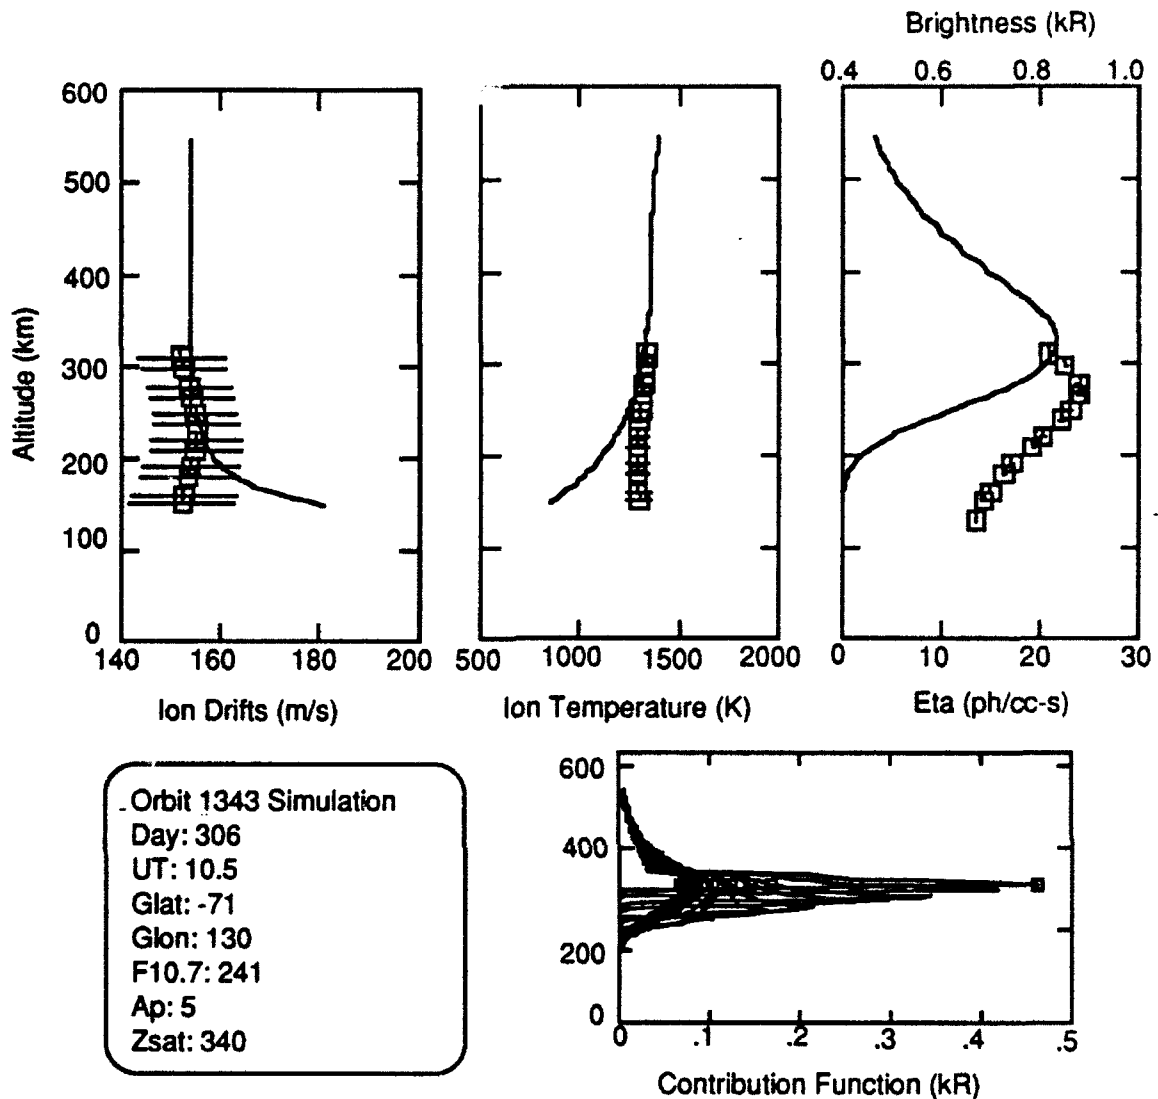 Brightness (kR)
0.4 0.6 0.8 1.0
600
500
400
300
200
100
0
Altitude (km)
140 160 180 200
Ion Drifts (m/s)
500 1000 1500 2000
Ion Temperature (K)
0 10 20 30
Eta (ph/cc-s)
Orbit 1343 Simulation
Day: 306
UT: 10.5
Glat: -71
Glon: 130
F10.7: 241
Ap: 5
Zsat: 340
600
400
200
0
0 .1 .2 .3 .4 .5
Contribution Function (kR)